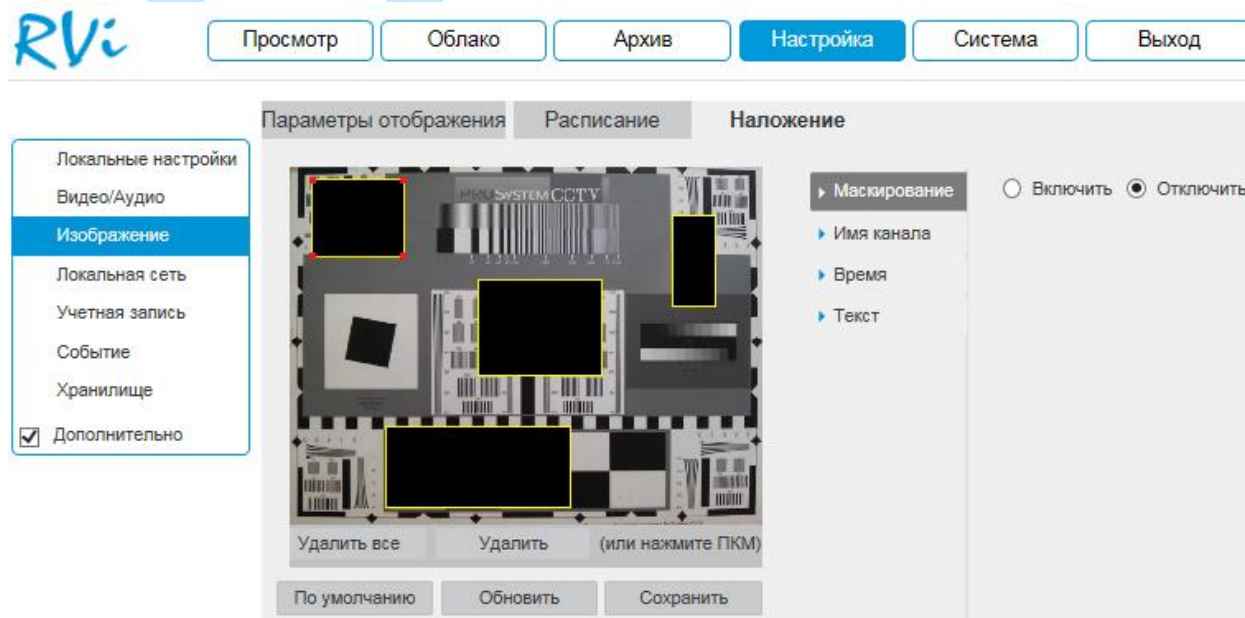 RVi
Просмотр Облако Архив Настройка Система Выход
Параметры отображения Расписание Наложение
Локальные настройки
Видео/Аудио
Изображение
Локальная сеть
Учетная запись
Событие
Хранилище
Дополнительно
PROSYSTEM CCTV
Маскирование
Имя канала
Время
Текст
Включить Отключить
Удалить все Удалить (или нажмите ПКМ)
По умолчанию Обновить Сохранить